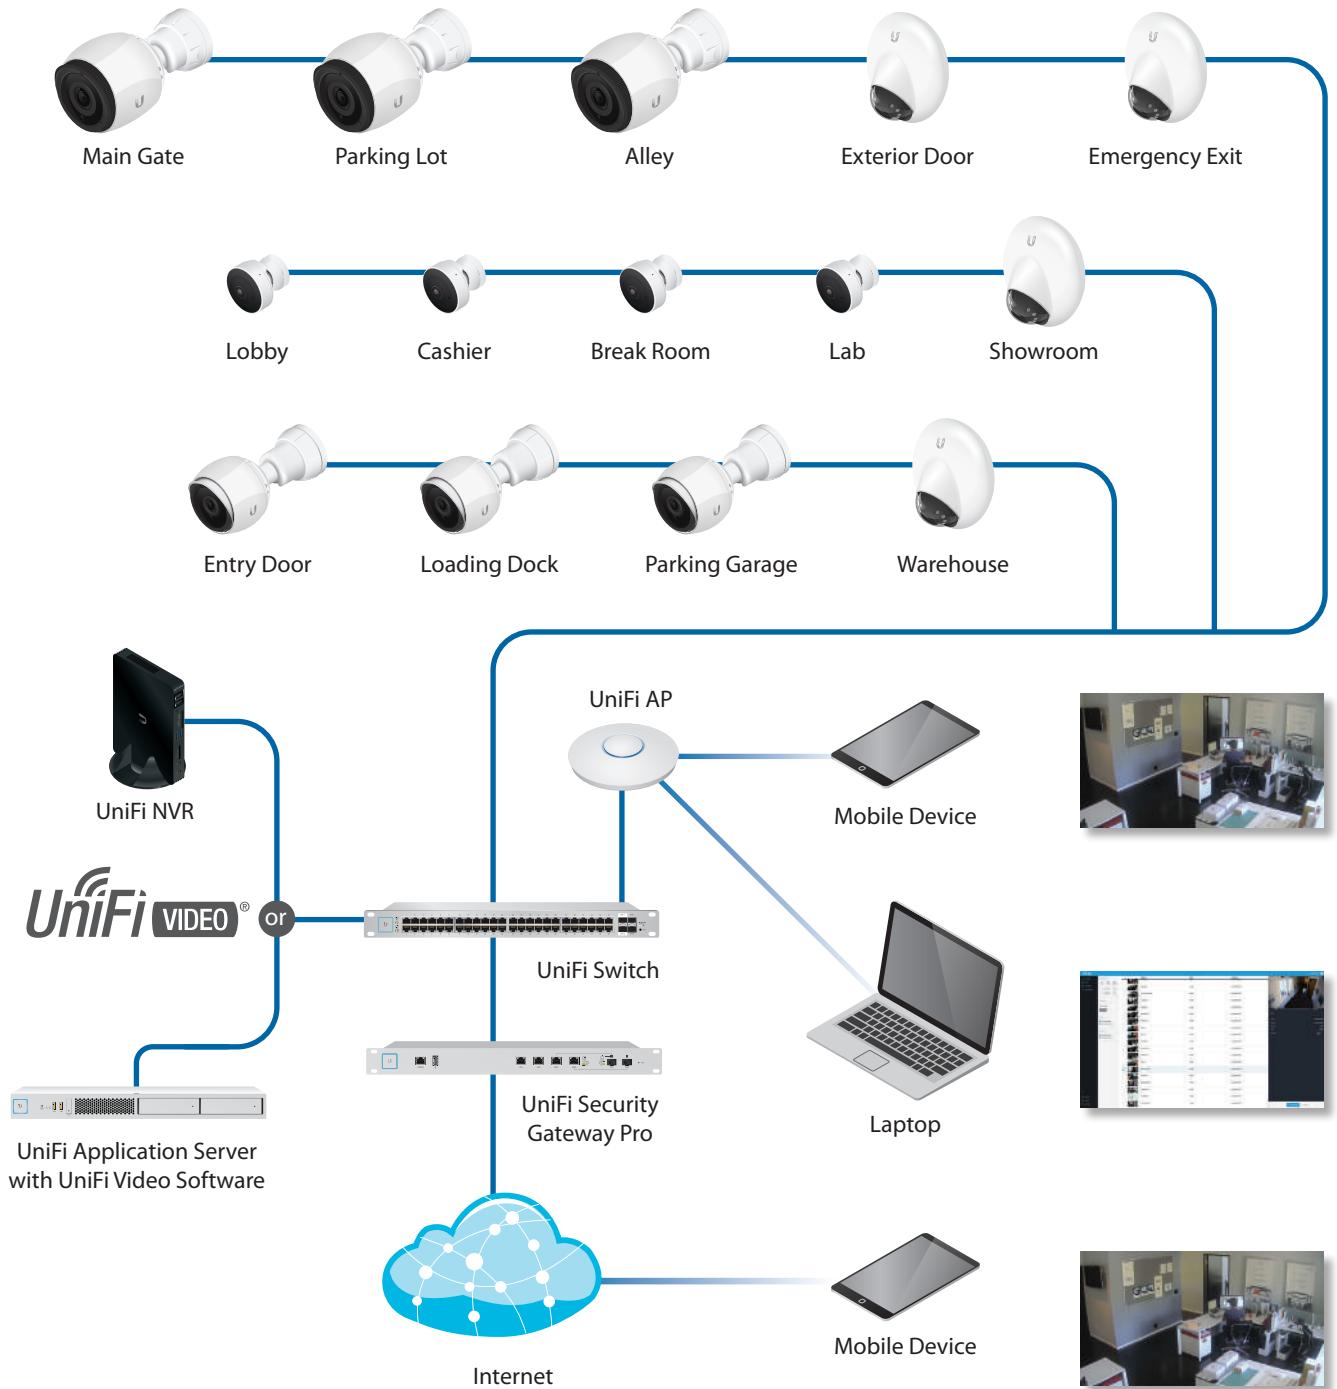 Main Gate
Parking Lot
Alley
Exterior Door
Emergency Exit
Lobby
Cashier
Break Room
Lab
Showroom
Entry Door
Loading Dock
Parking Garage
Warehouse
UniFi AP
UniFi NVR
Mobile Device
UniFi VIDEO®
or
UniFi Switch
UniFi Security
Gateway Pro
Laptop
UniFi Application Server
with UniFi Video Software
Mobile Device
Internet